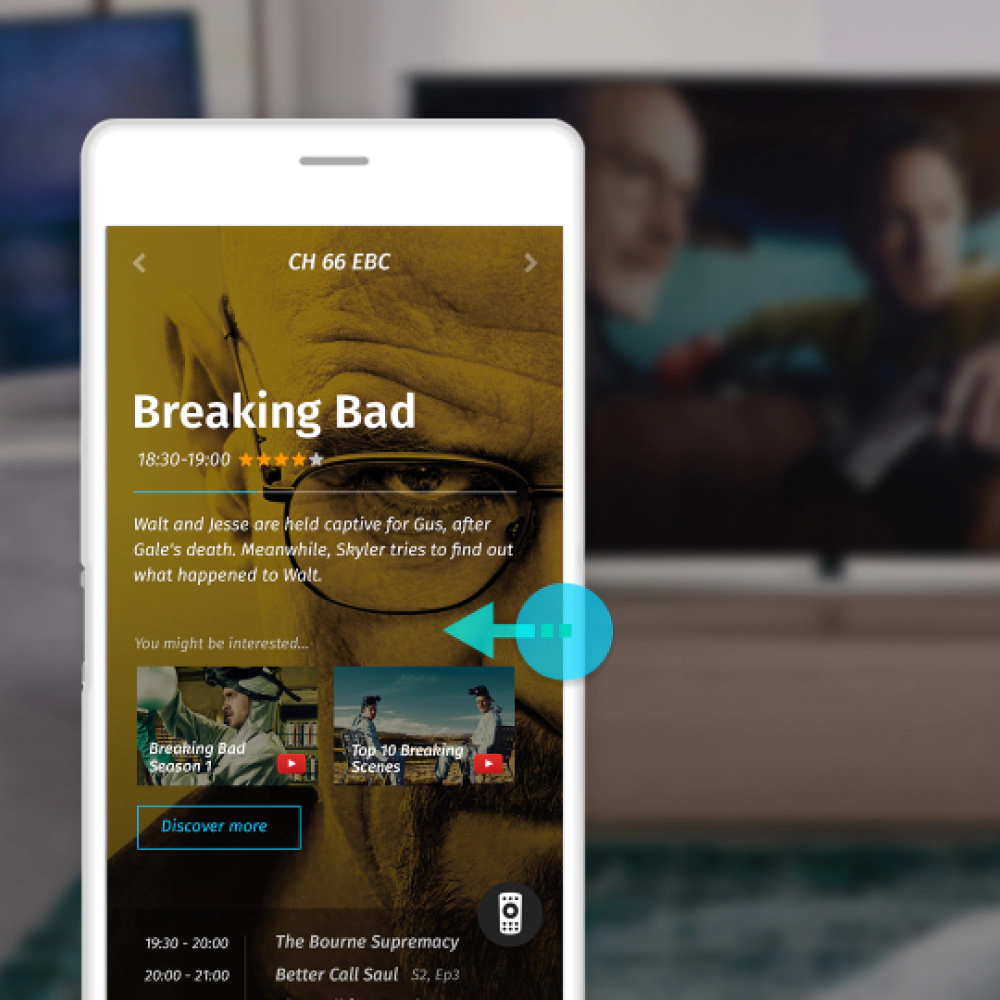 CH 66 EBC
Breaking Bad
18:30-19:00
Walt and Jesse are held captive for Gus, after
Gale's death. Meanwhile, Skyler tries to find out
what happened to Walt.
You might be interested...
Breaking Bad
Season 1
Top 10 Breaking
Scenes
Discover more
19:30 - 20:00 The Bourne Supremacy
20:00 - 21:00 Better Call Saul S2, Ep3